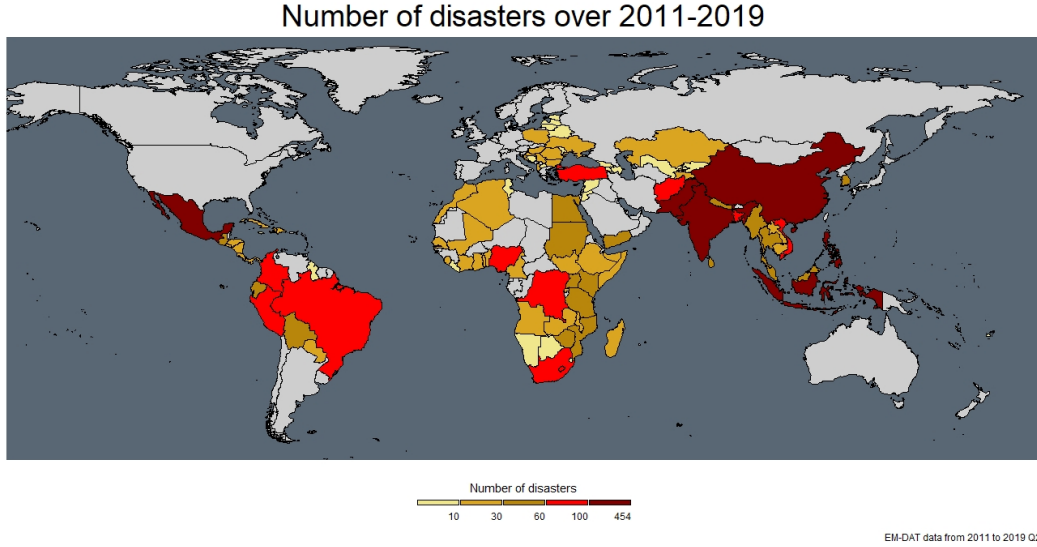 Number of disasters over 2011-2019
Number of disasters
10 30 60 100 454
EM-DAT data from 2011 to 2019 Q2